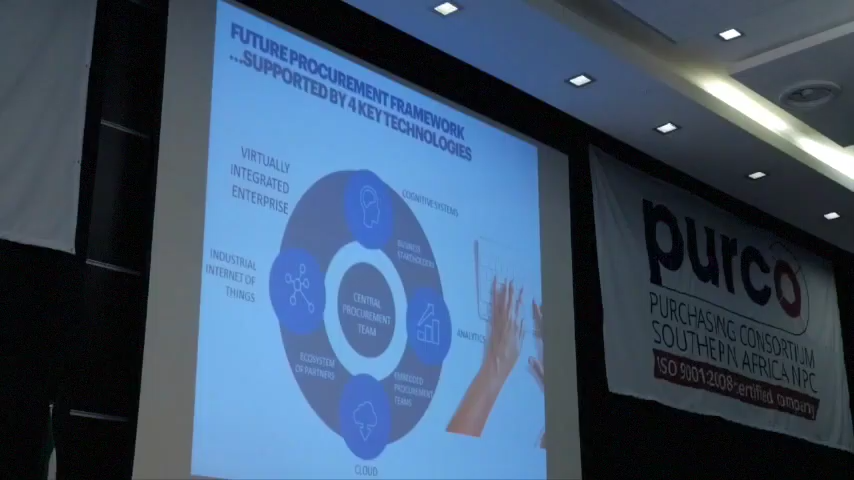 FUTURE PROCUREMENT FRAMEWORK
...SUPPORTED BY 4 KEY TECHNOLOGIES
VIRTUALLY
INTEGRATED
ENTERPRISE
COGNITIVE SYSTEMS
BUSINESS
STAKEHOLDERS
INDUSTRIAL
INTERNET OF
THINGS
CENTRAL
PROCUREMENT
TEAM
ANALYTICS
ECOSYSTEM
OF PARTNERS
EMBEDDED
PROCUREMENT
TEAMS
CLOUD
purco
PURCHASING CONSORTIUM
SOUTHERN AFRICA NPC
ISO 9001:2008 certified company